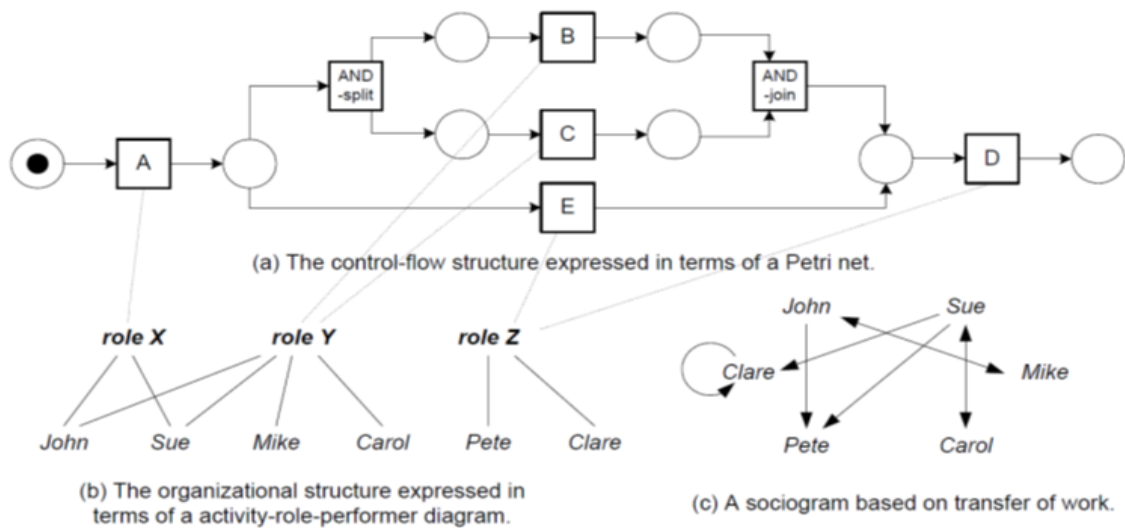 B
AND
-split
AND
-join
A
C
D
E
(a) The control-flow structure expressed in terms of a Petri net.
role X
role Y
role Z
John
Sue
Clare
Mike
John
Sue
Mike
Carol
Pete
Clare
Pete
Carol
(b) The organizational structure expressed in
terms of a activity-role-performer diagram.
(c) A sociogram based on transfer of work.